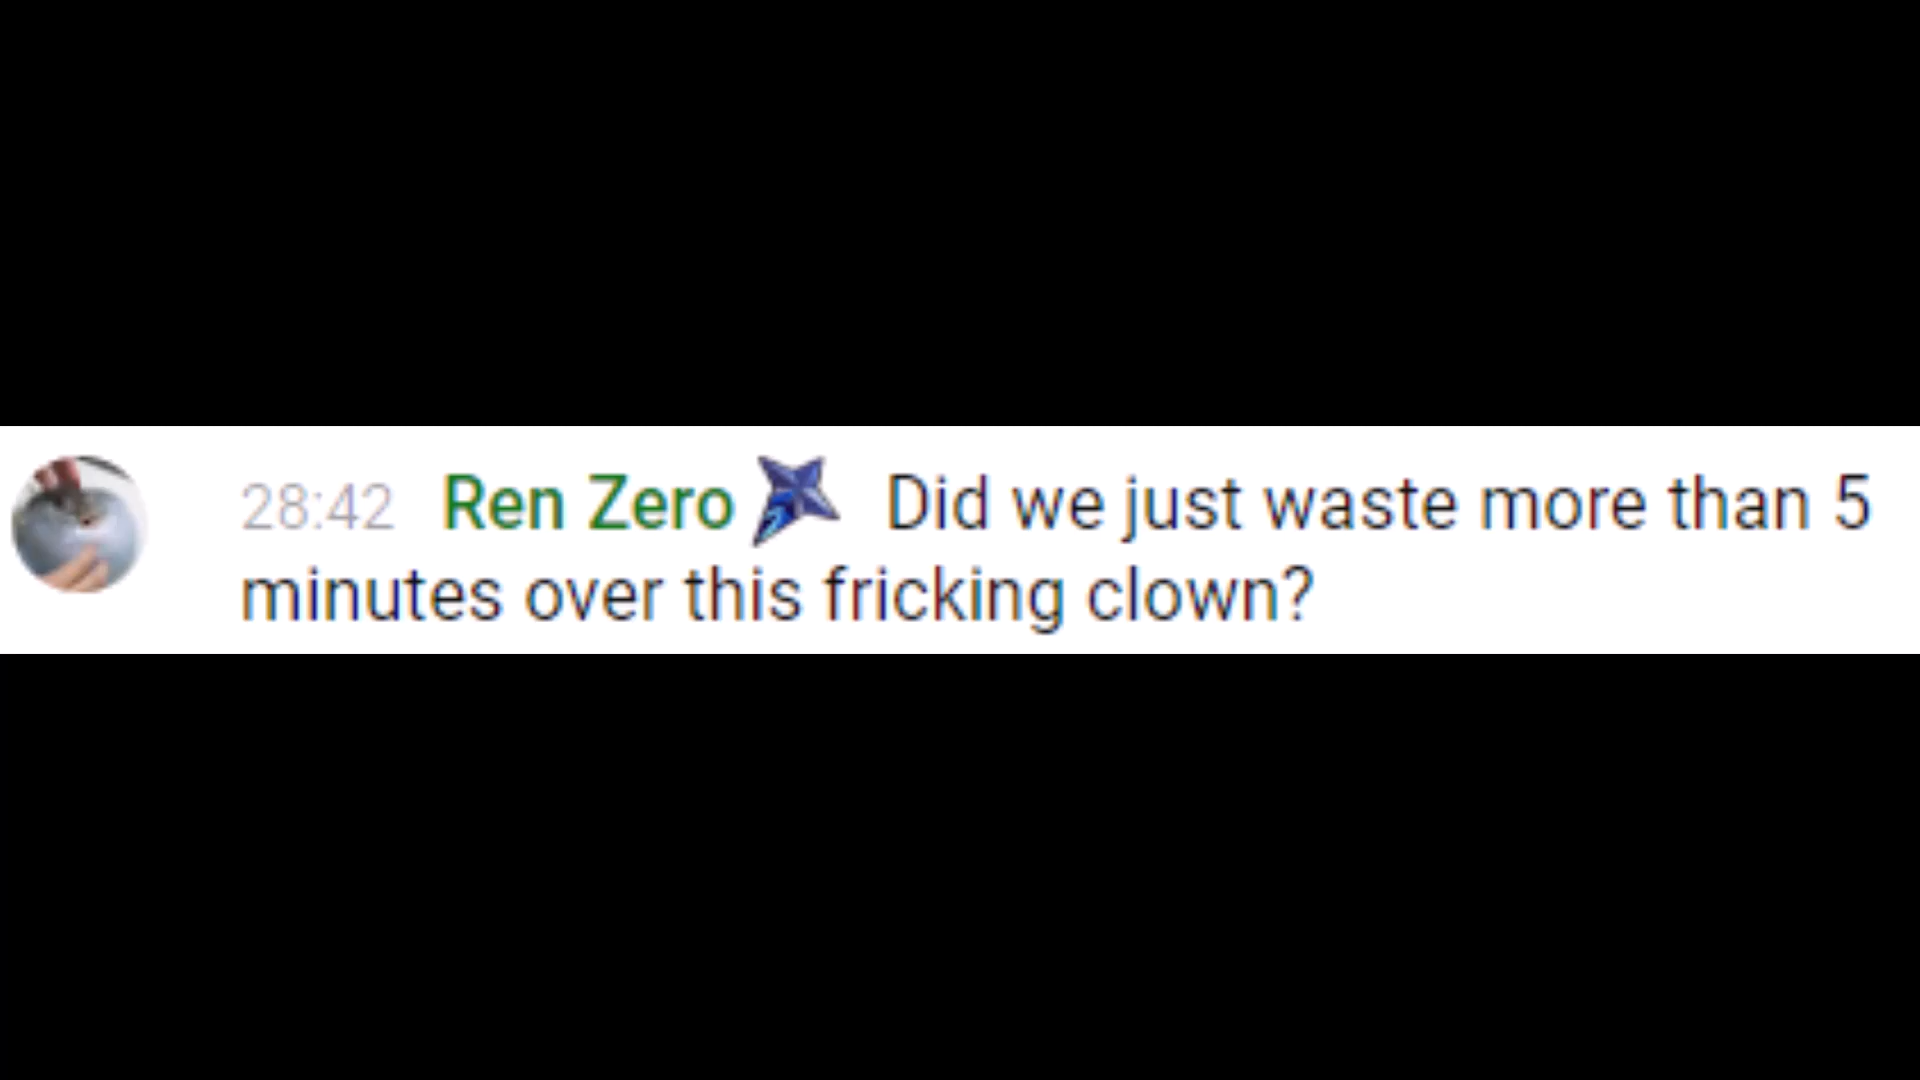 28:42 Ren Zero Did we just waste more than 5
minutes over this fricking clown?